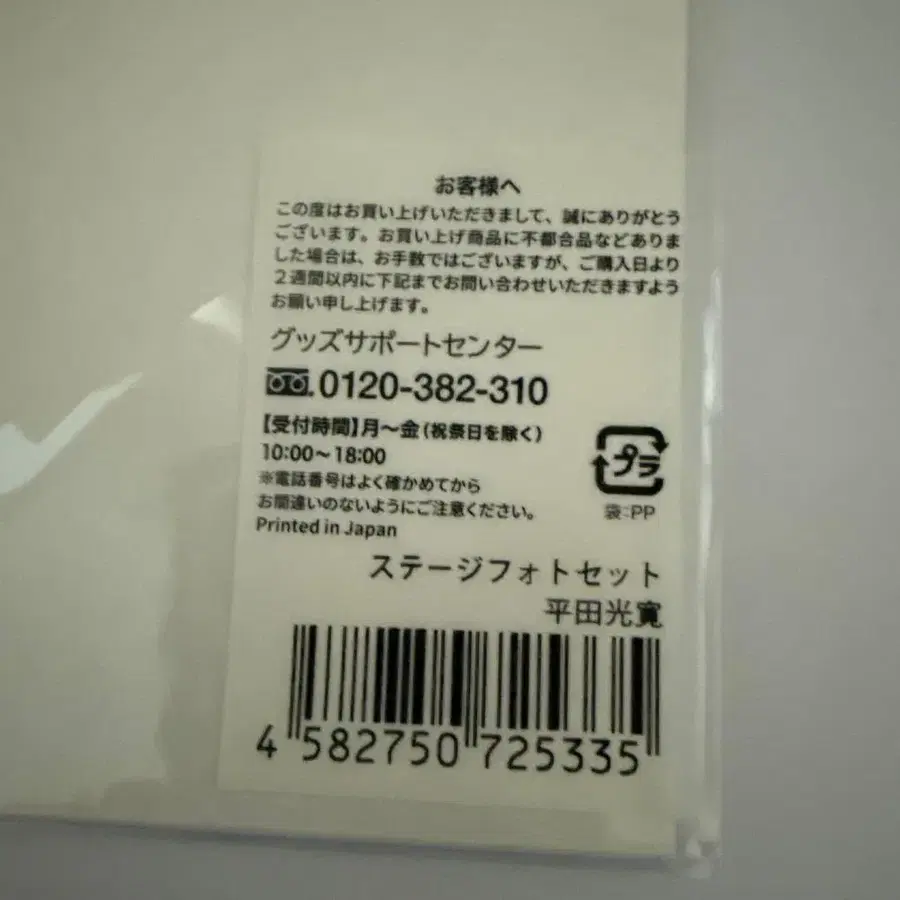 お客様へ
この度はお買い上げいただきまして、誠にありがとう
ございます。お買い上げ商品に不都合品などありま
した場合は、お手数ではございますが、ご購入日より
２週間以内に下記までお問い合わせいただきますよう
お願い申し上げます。
グッズサポートセンター
0120-382-310
【受付時間】月〜金（祝祭日を除く）
10:00〜18:00
※電話番号はよく確かめてから
お間違いのないようにご注意ください。
Printed in Japan
プラ
袋:PP
ステージフォトセット
平田光寛
4 582750 725335